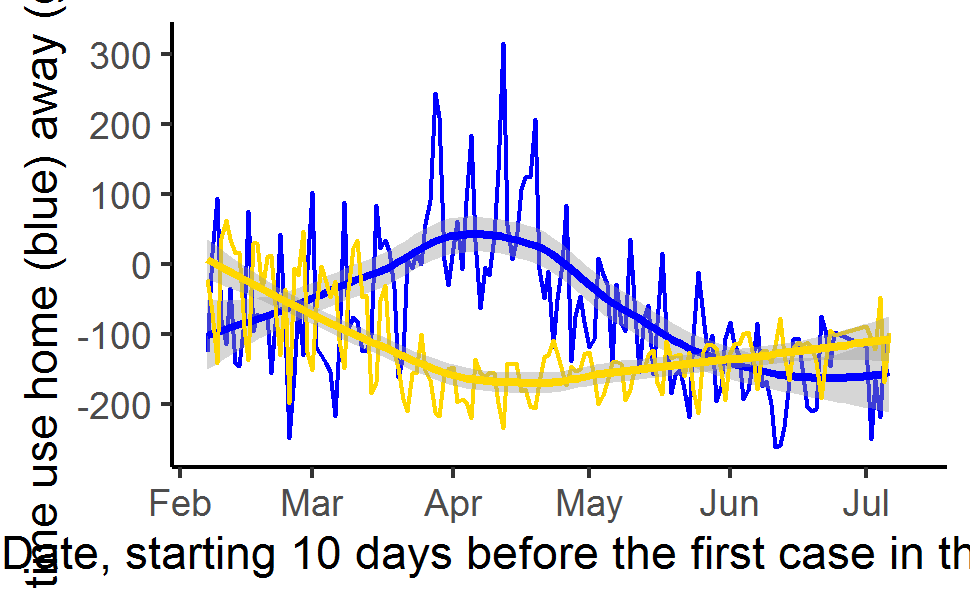 time use home (blue) away (
300
200
100
0
-100
-200
Feb Mar Apr May Jun Jul
Date, starting 10 days before the first case in th